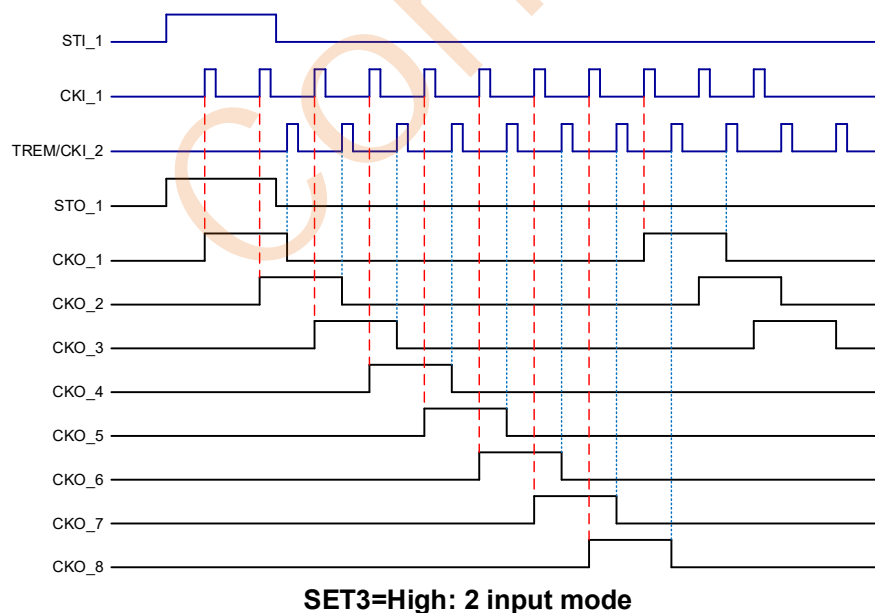 STI_1
CKI_1
TREM/CKI_2
STO_1
CKO_1
CKO_2
CKO_3
CKO_4
CKO_5
CKO_6
CKO_7
CKO_8
SET3=High: 2 input mode